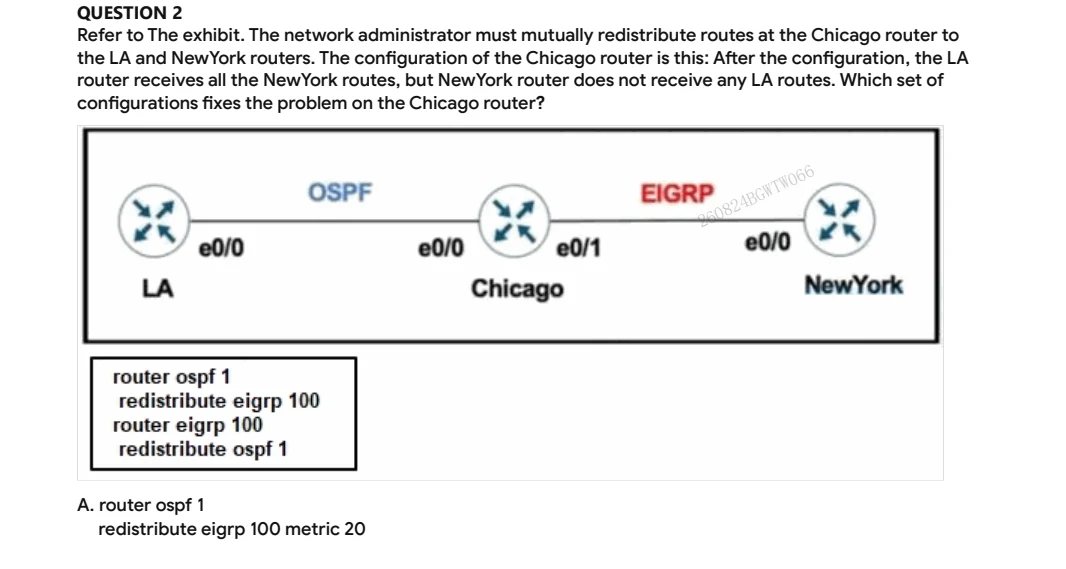 QUESTION 2
Refer to The exhibit. The network administrator must mutually redistribute routes at the Chicago router to
the LA and NewYork routers. The configuration of the Chicago router is this: After the configuration, the LA
router receives all the NewYork routes, but NewYork router does not receive any LA routes. Which set of
configurations fixes the problem on the Chicago router?
OSPF
EIGRP
260824BGWTW066
e0/0
e0/0
e0/1
e0/0
LA
Chicago
NewYork
router ospf 1
redistribute eigrp 100
router eigrp 100
redistribute ospf 1
A. router ospf 1
redistribute eigrp 100 metric 20